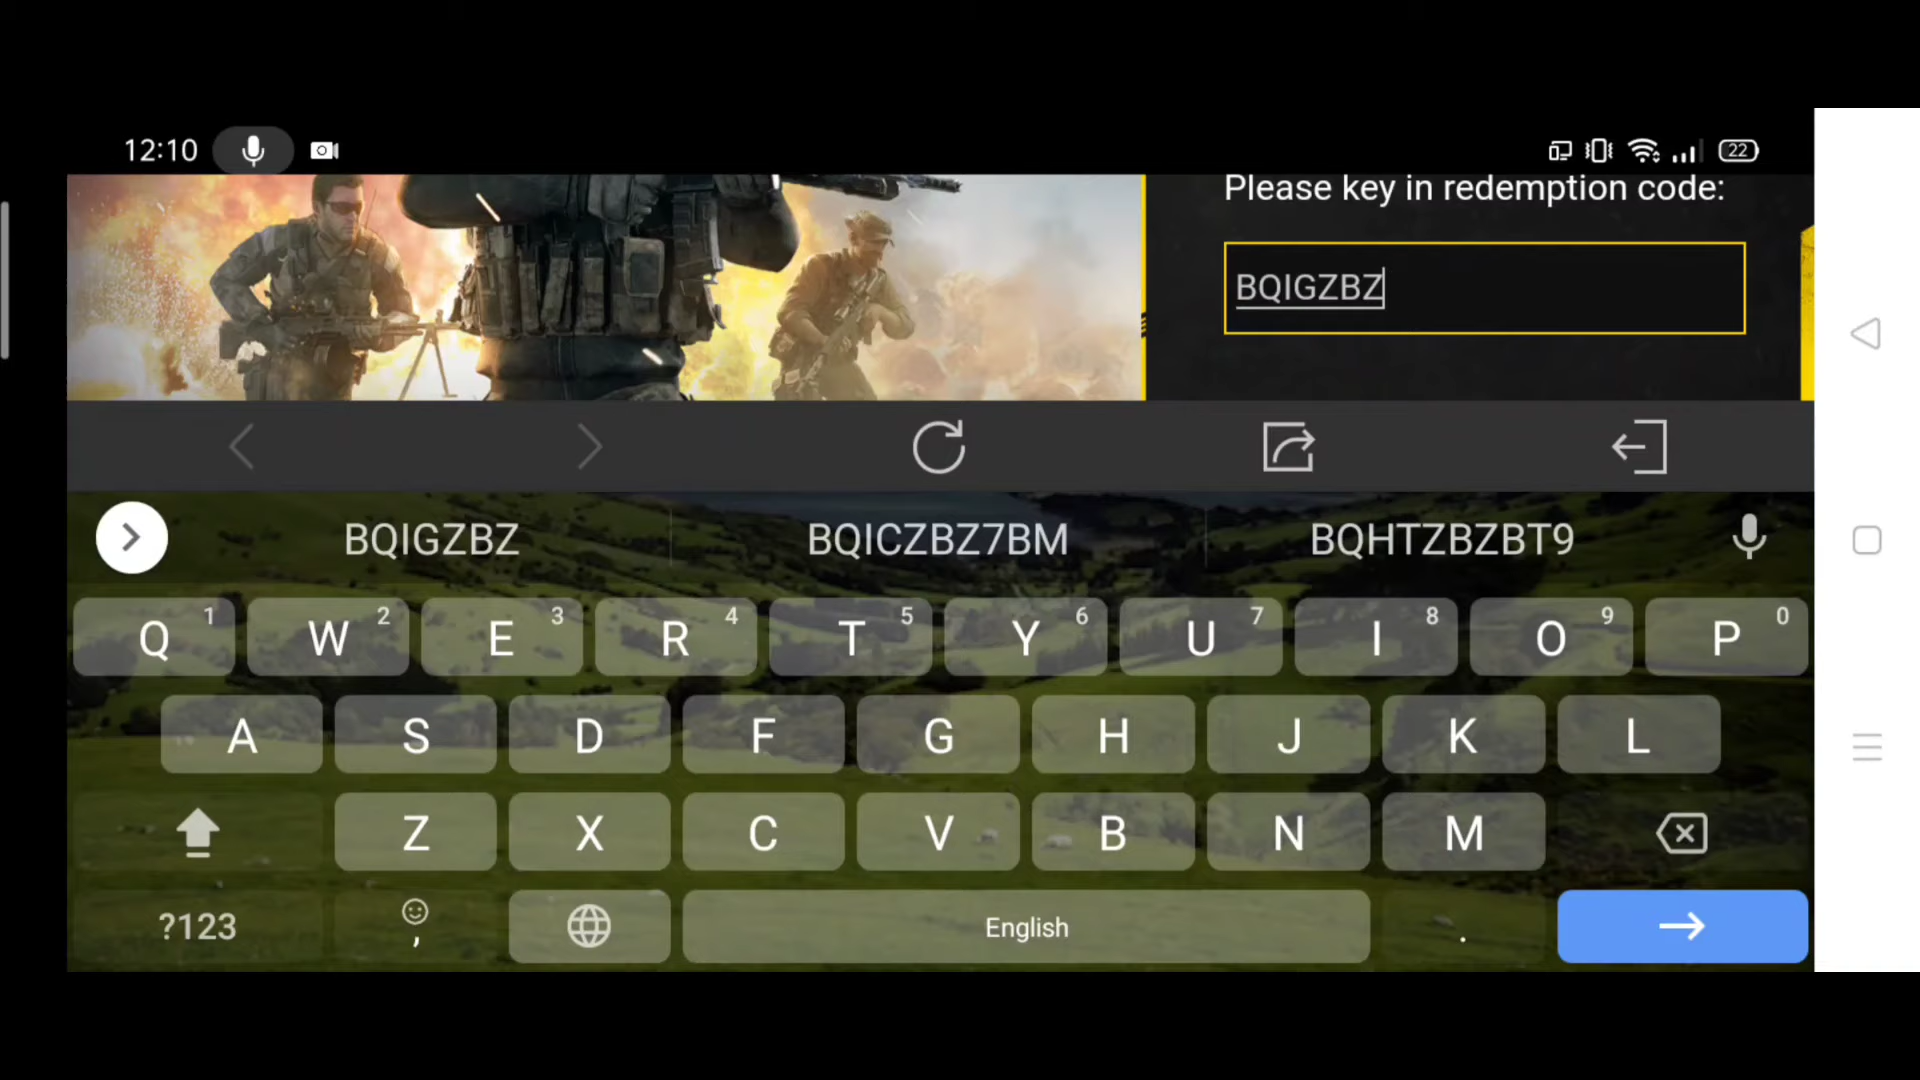 12:10
22
Please key in redemption code:
BQIGZBZ
BQIGZBZ BQICZBZ7BM BQHTZBZBT9
Q 1 W 2 E 3 R 4 T 5 Y 6 U 7 I 8 O 9 P 0
A S D F G H J K L
Z X C V B N M
?123 , English .